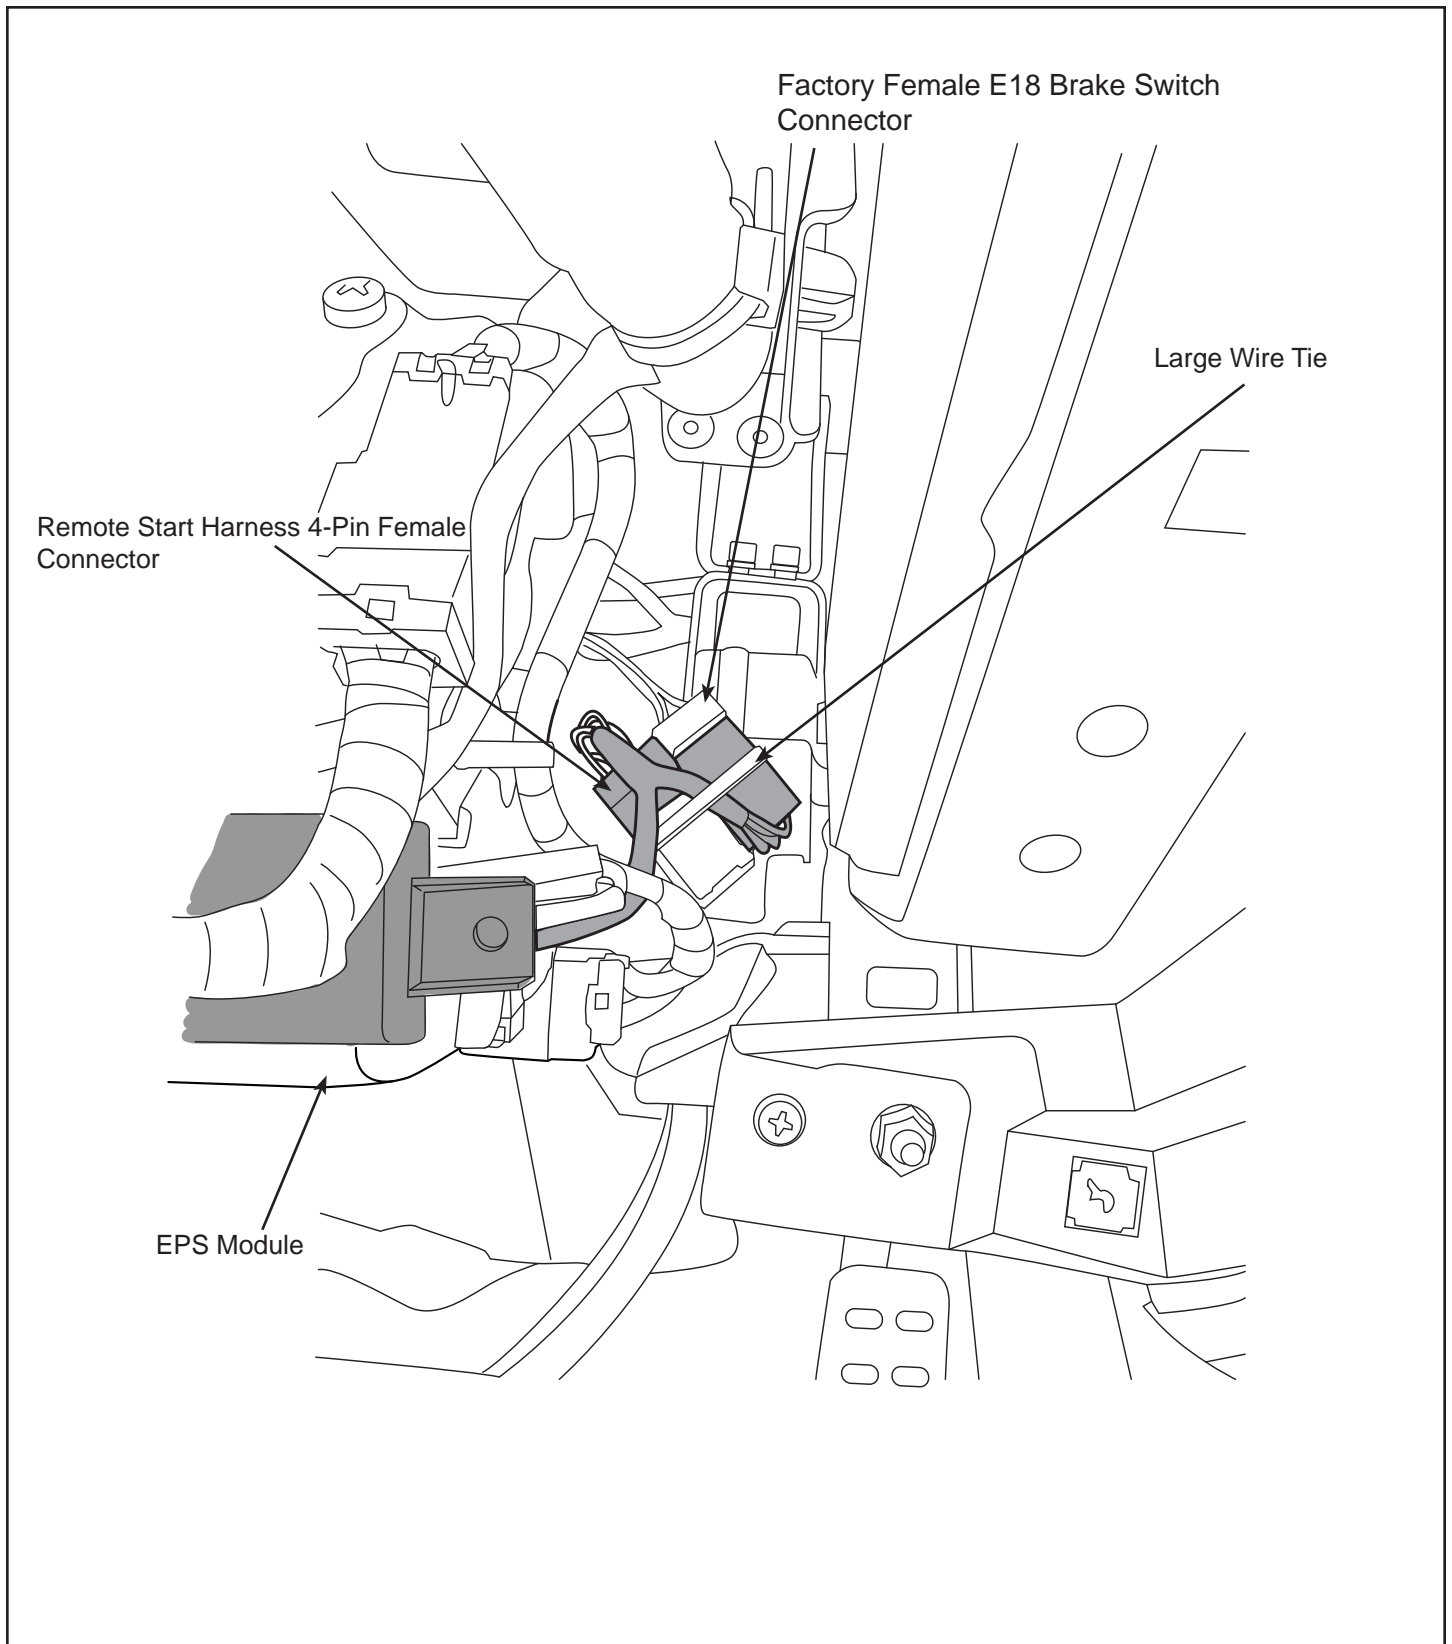 Factory Female E18 Brake Switch
Connector
Large Wire Tie
Remote Start Harness 4-Pin Female
Connector
EPS Module